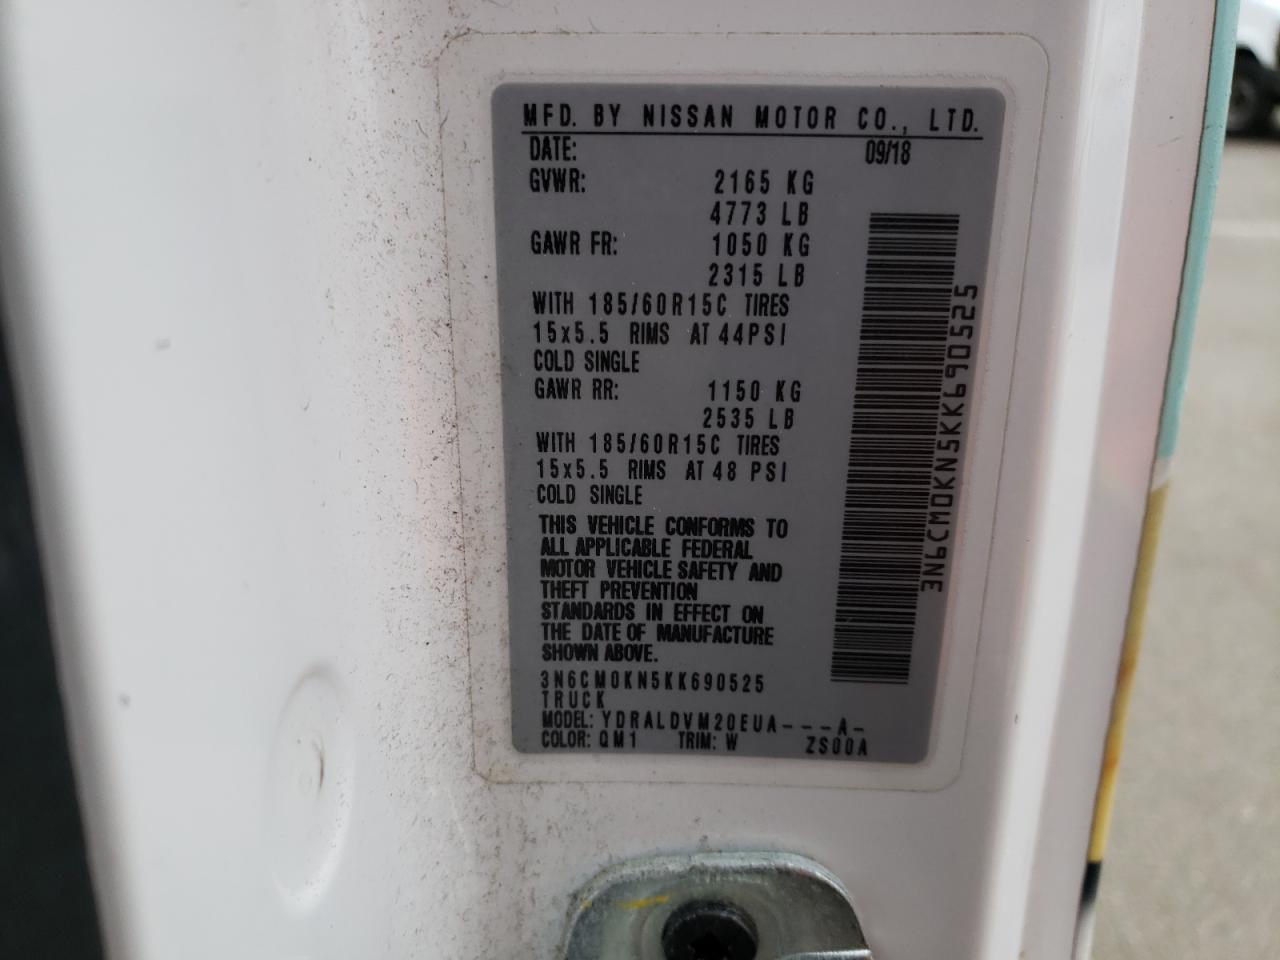 MFD. BY NISSAN MOTOR CO., LTD.
DATE: 09/18
GVWR: 2165 KG
4773 LB
GAWR FR: 1050 KG
2315 LB
WITH 185/60R15C TIRES
15x5.5 RIMS AT 44PSI
COLD SINGLE
GAWR RR: 1150 KG
2535 LB
WITH 185/60R15C TIRES
15x5.5 RIMS AT 48 PSI
COLD SINGLE
THIS VEHICLE CONFORMS TO
ALL APPLICABLE FEDERAL
MOTOR VEHICLE SAFETY AND
THEFT PREVENTION
STANDARDS IN EFFECT ON
THE DATE OF MANUFACTURE
SHOWN ABOVE.
3N6CM0KN5KK690525
TRUCK
MODEL: YDRALDVM20EUA---A-
COLOR: QM1 TRIM: W ZS00A
3N6CM0KN5KK690525